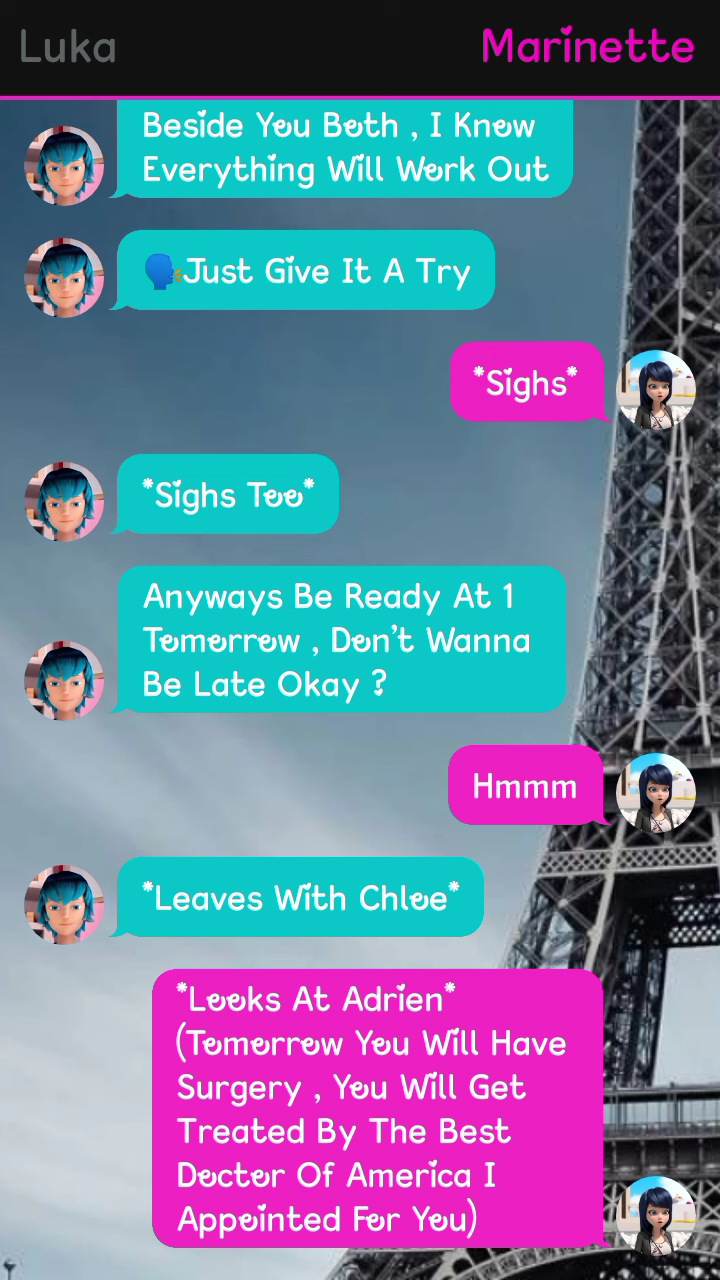 Luka
Marinette
Beside You Both , I Know
Everything Will Work Out
🗣️Just Give It A Try
*Sighs*
*Sighs Too*
Anyways Be Ready At 1
Tomorrow , Don't Wanna
Be Late Okay ?
Hmmm
*Leaves With Chloe*
*Looks At Adrien*
(Tomorrow You Will Have
Surgery , You Will Get
Treated By The Best
Doctor Of America I
Appointed For You)